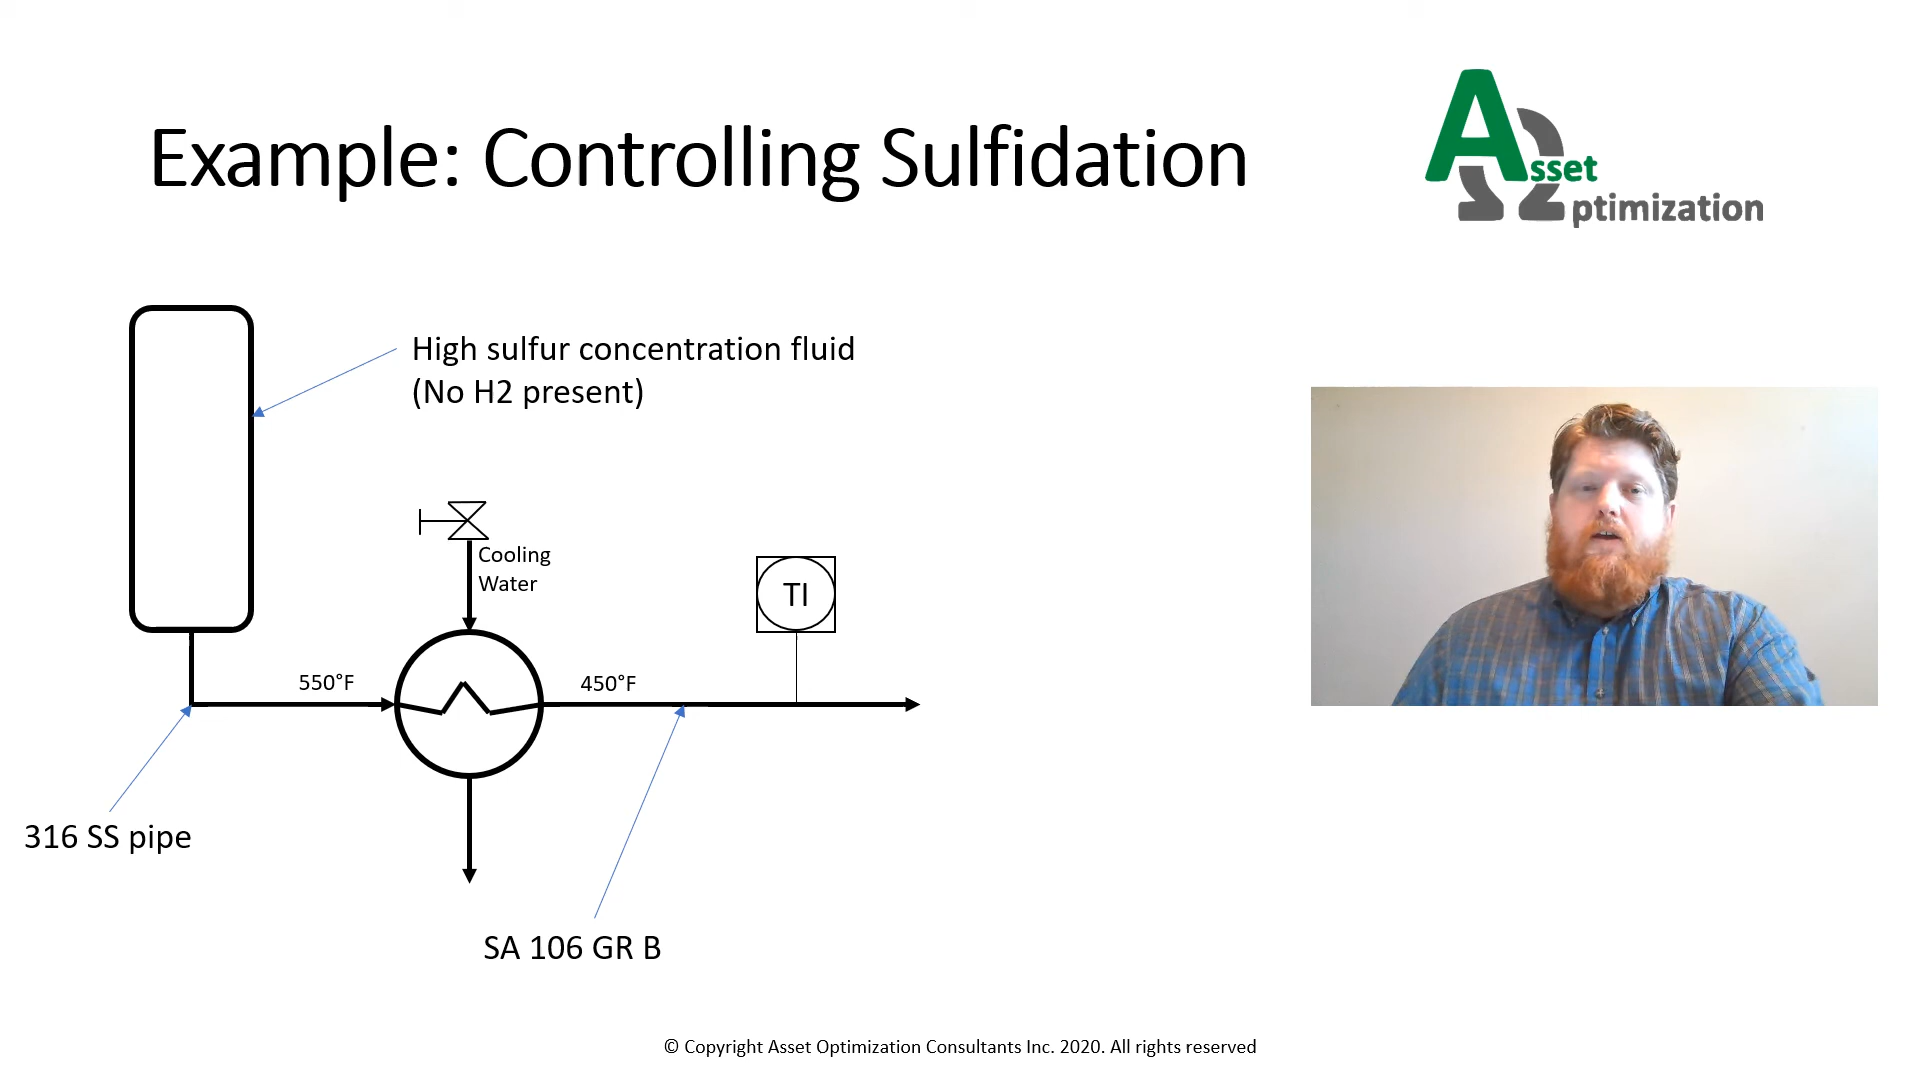 Example: Controlling Sulfidation
Asset
Optimization
High sulfur concentration fluid
(No H2 present)
Cooling
Water
TI
550°F
450°F
316 SS pipe
SA 106 GR B
© Copyright Asset Optimization Consultants Inc. 2020. All rights reserved